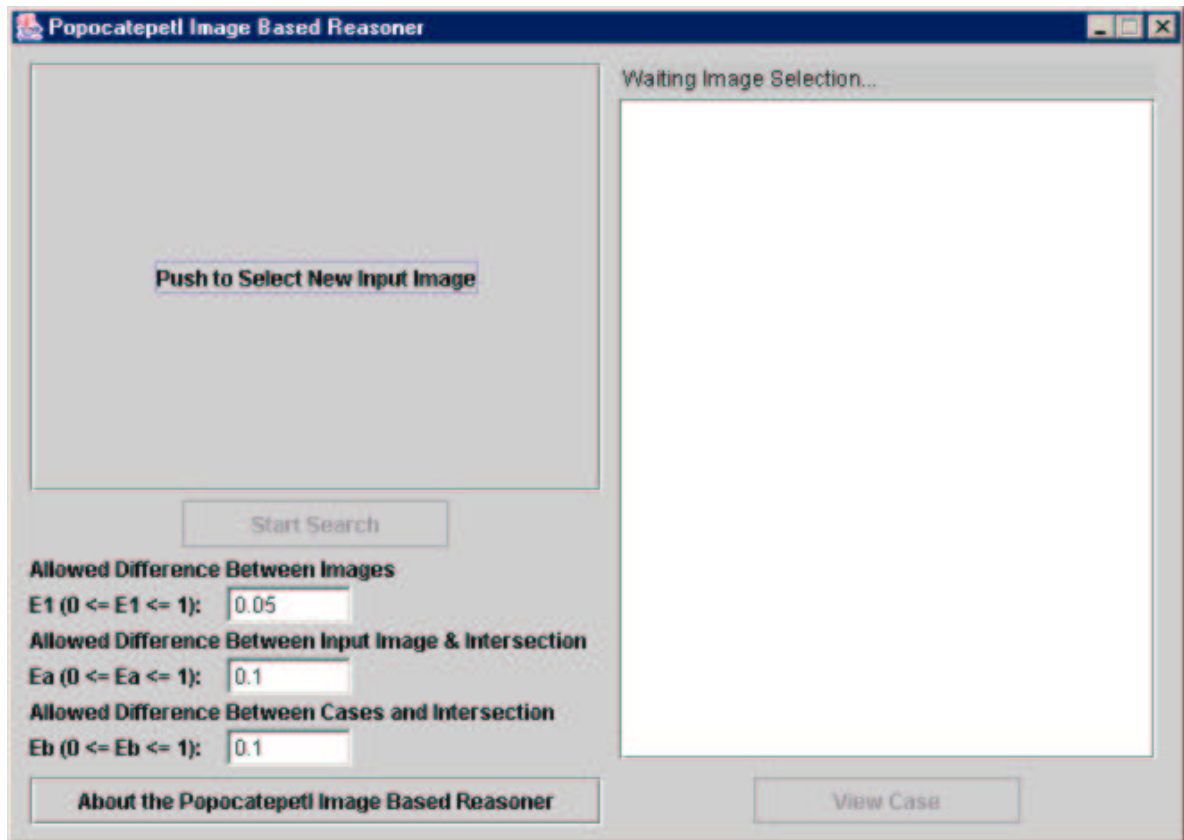 Popocatepetl Image Based Reasoner
Push to Select New Input Image
Start Search
Allowed Difference Between Images
E1 (0 <= E1 <= 1): 0.05
Allowed Difference Between Input Image & Intersection
Ea (0 <= Ea <= 1): 0.1
Allowed Difference Between Cases and Intersection
Eb (0 <= Eb <= 1): 0.1
About the Popocatepetl Image Based Reasoner
Waiting Image Selection...
View Case